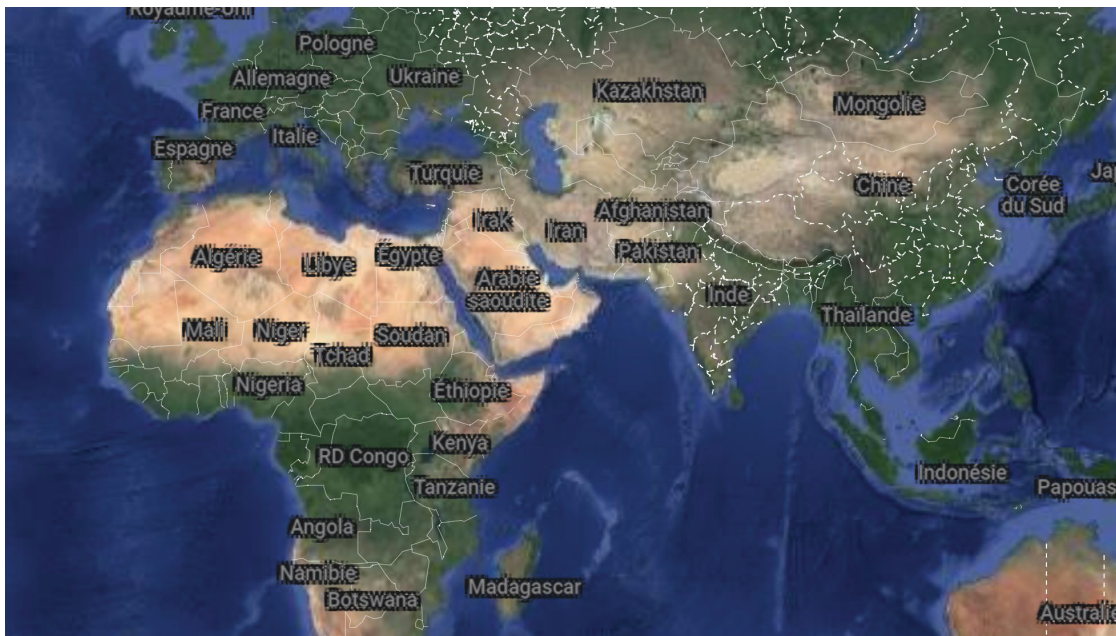 Royaume-Uni
Pologne
Allemagne
Ukraine
France
Kazakhstan
Mongolie
Italie
Espagne
Turquie
Chine
Corée
du Sud
Irak
Iran
Afghanistan
Algérie
Libye
Égypte
Pakistan
Arabie
saoudite
Inde
Thaïlande
Mali
Niger
Soudan
Tchad
Nigeria
Éthiopie
Kenya
RD Congo
Indonésie
Tanzanie
Angola
Namibie
Madagascar
Botswana